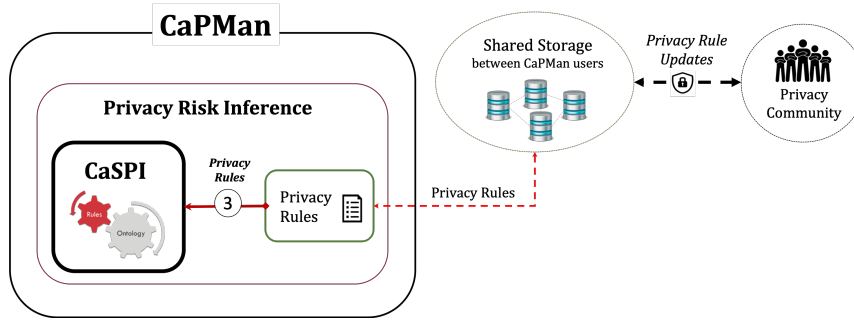 CaPMan
Privacy Risk Inference
CaSPI
Rules
Ontology
Privacy
Rules
3
Privacy
Rules
Privacy Rules
Shared Storage
between CaPMan users
Privacy Rule
Updates
Privacy
Community